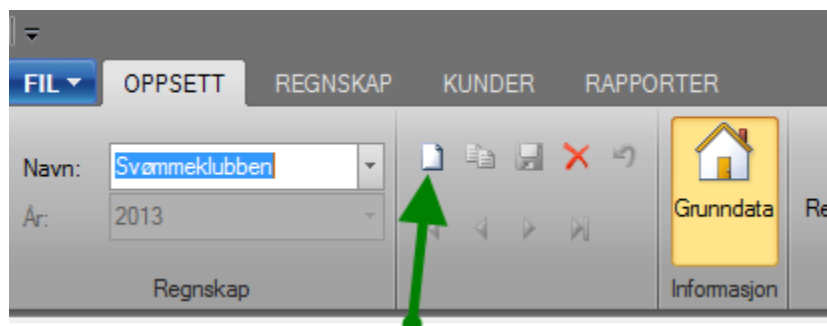 FIL OPPSETT REGNSKAP KUNDER RAPPORTER
Navn: Svømmeklubben
År: 2013
Grunndata
Regnskap
Informasjon